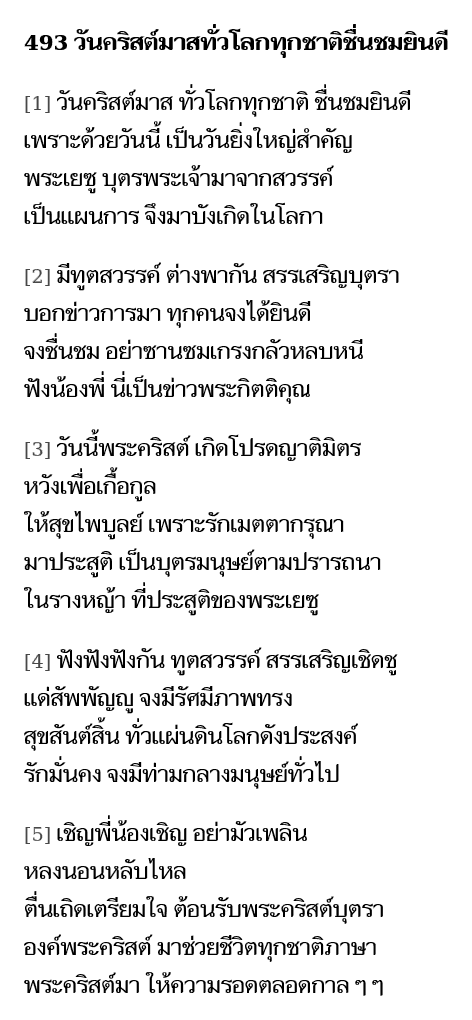 493 วันคริสต์มาสทั่วโลกทุกชาติชื่นชมยินดี
[1] วันคริสต์มาส ทั่วโลกทุกชาติ ชื่นชมยินดี
เพราะด้วยวันนี้ เป็นวันยิ่งใหญ่สำคัญ
พระเยซู บุตรพระเจ้ามาจากสวรรค์
เป็นแผนการ จึงมาบังเกิดในโลกา
[2] มีทูตสวรรค์ ต่างพากัน สรรเสริญบุตรา
บอกข่าวการมา ทุกคนจงได้ยินดี
จงชื่นชม อย่าซานซมเกรงกลัวหลบหนี
ฟังน้องพี่ นี่เป็นข่าวพระกิตติคุณ
[3] วันนี้พระคริสต์ เกิดโปรดญาติมิตร
หวังเพื่อเกื้อกูล
ให้สุขไพบูลย์ เพราะรักเมตตากรุณา
มาประสูติ เป็นบุตรมนุษย์ตามปรารถนา
ในรางหญ้า ที่ประสูติของพระเยซู
[4] ฟังฟังฟังกัน ทูตสวรรค์ สรรเสริญเชิดชู
แด่สัพพัญญู จงมีรัศมีภาพทรง
สุขสันต์สิ้น ทั่วแผ่นดินโลกดังประสงค์
รักมั่นคง จงมีท่ามกลางมนุษย์ทั่วไป
[5] เชิญพี่น้องเชิญ อย่ามัวเพลิน
หลงนอนหลับไหล
ตื่นเถิดเตรียมใจ ต้อนรับพระคริสต์บุตรา
องค์พระคริสต์ มาช่วยชีวิตทุกชาติภาษา
พระคริสต์มา ให้ความรอดตลอดกาล ๆ ๆ